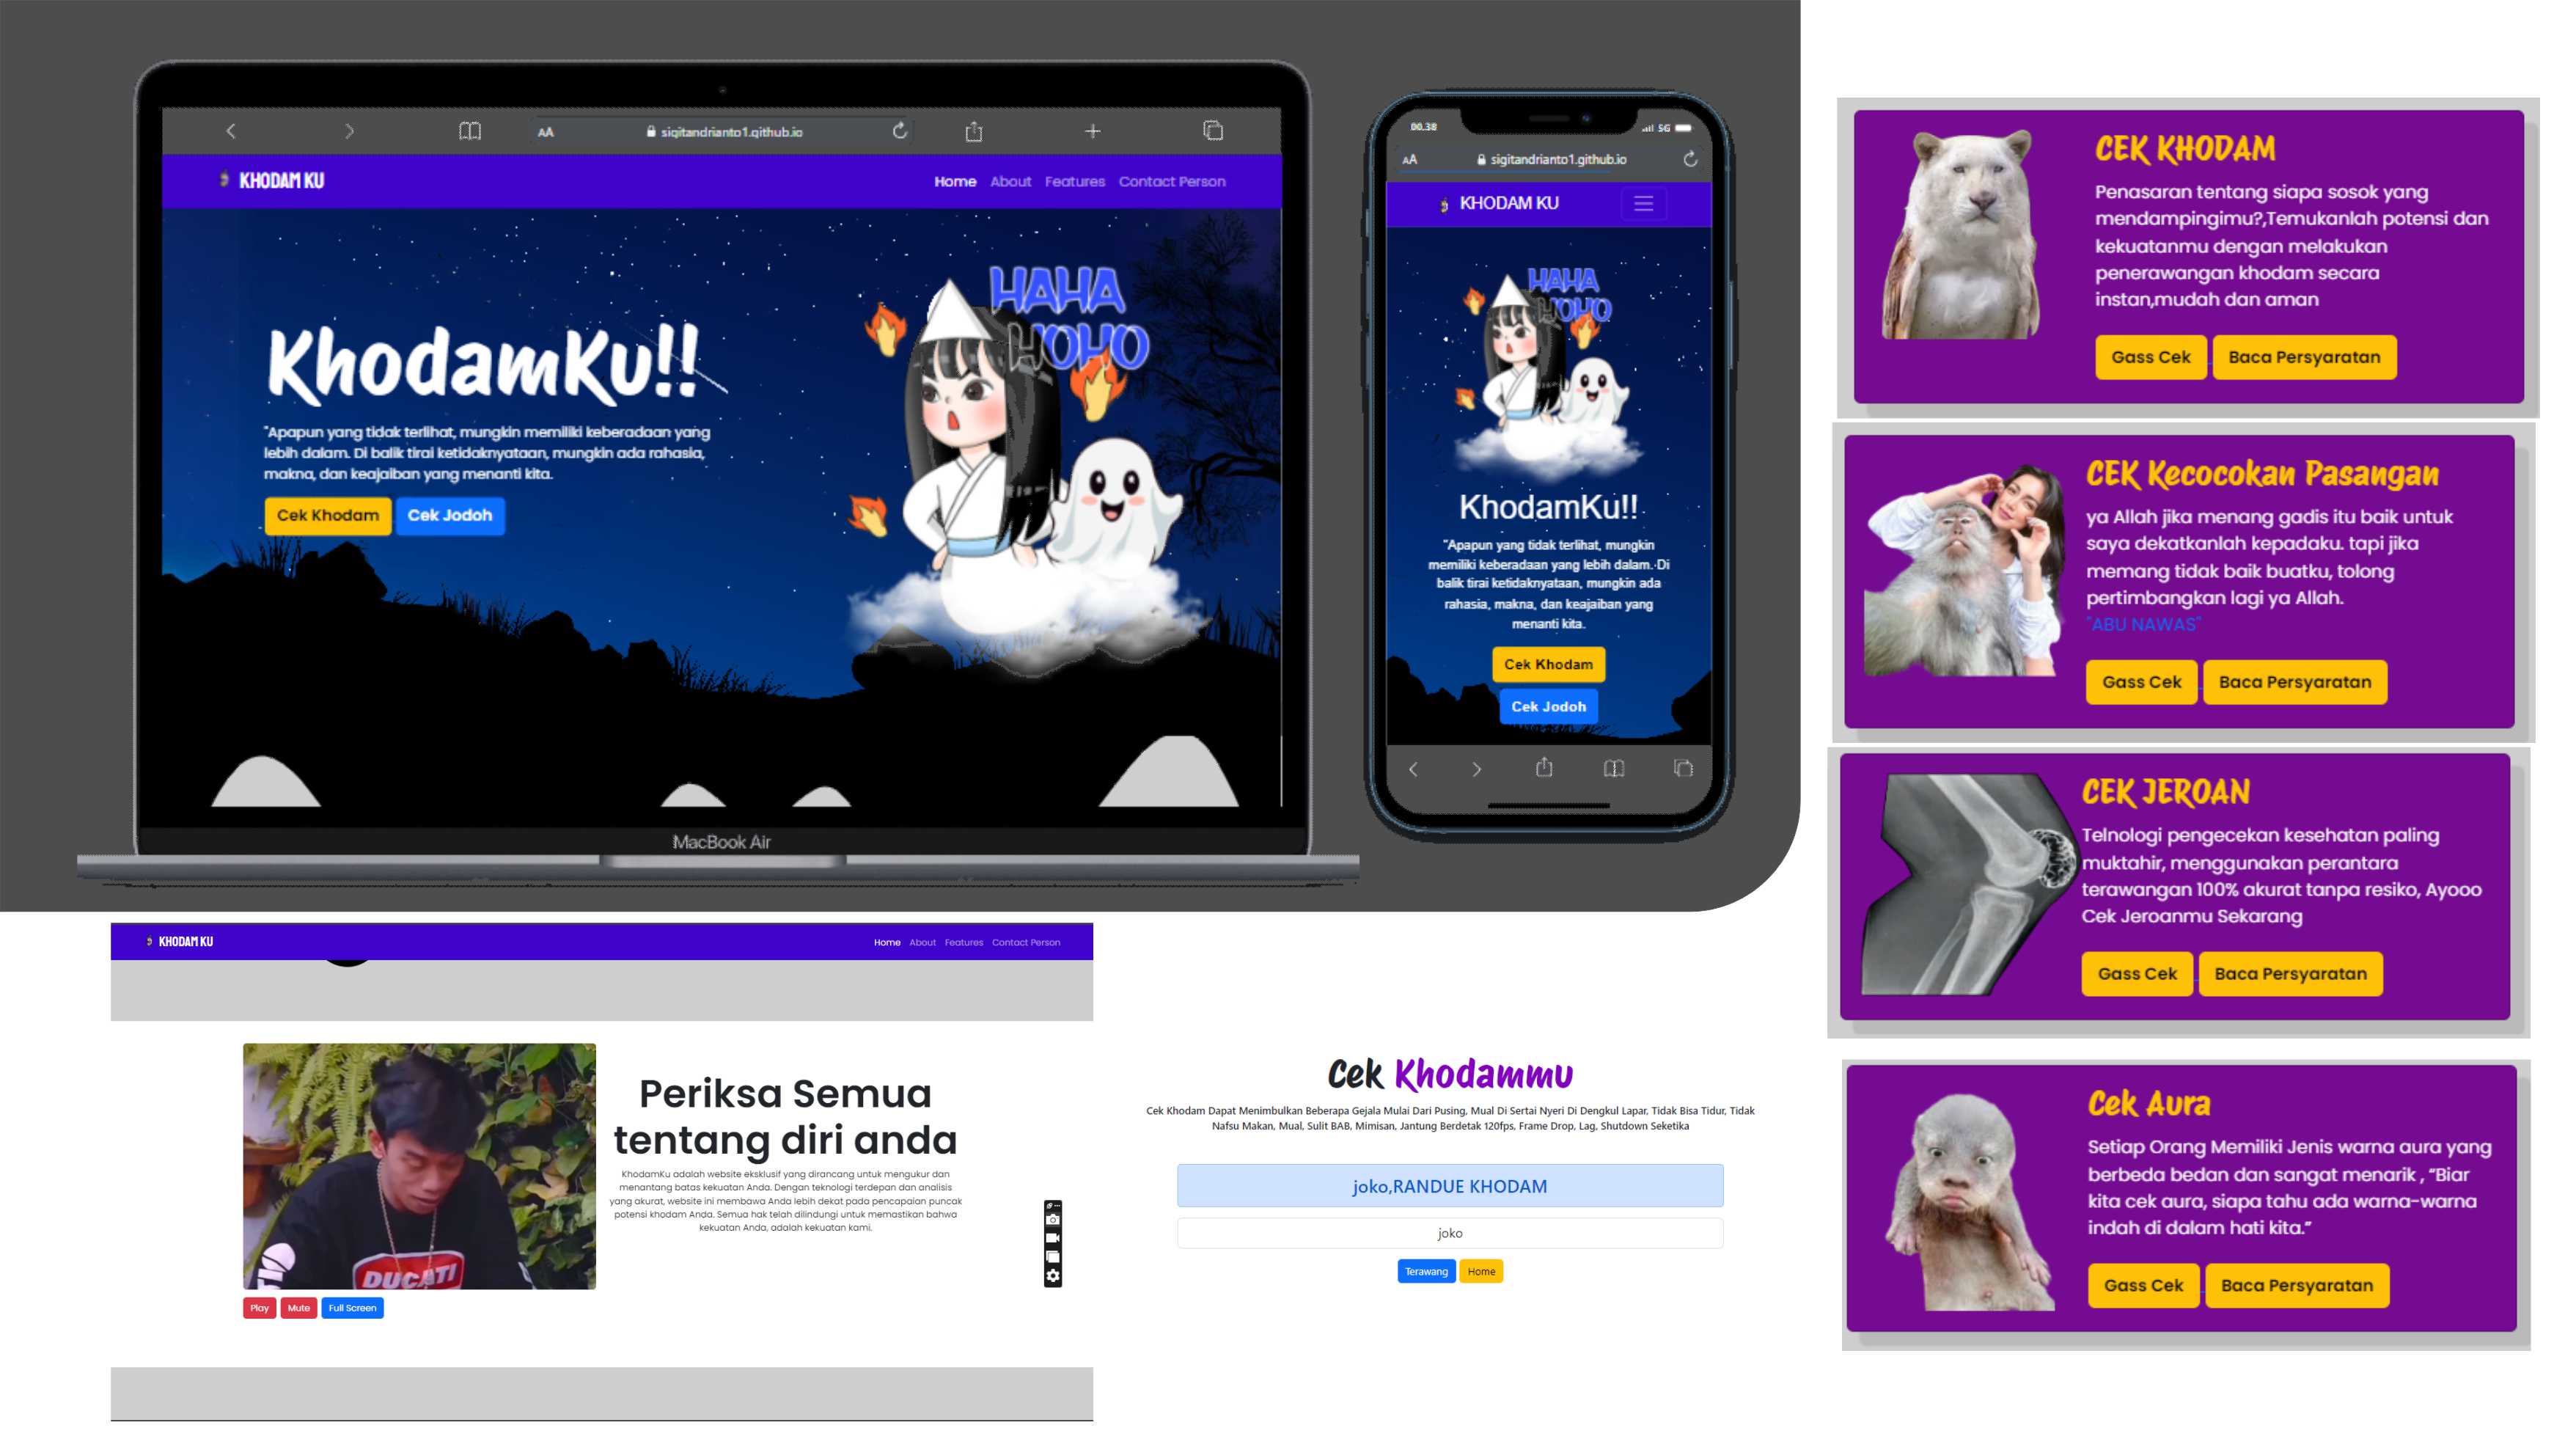 sigitandrianto1.github.io
KHODAM KU
Home About Features Contact Person
HAHA
HOHO
KhodamKu!!
"Apapun yang tidak terlihat, mungkin memiliki keberadaan yang
lebih dalam. Di balik tirai ketidaknyataan, mungkin ada rahasia,
makna, dan keajaiban yang menanti kita.
Cek Khodam Cek Jodoh
MacBook Air
00.38 5G
AA sigitandrianto1.github.io
KHODAM KU
HAHA
HOHO
KhodamKu!!
"Apapun yang tidak terlihat, mungkin
memiliki keberadaan yang lebih dalam. Di
balik tirai ketidaknyataan, mungkin ada
rahasia, makna, dan keajaiban yang
menanti kita.
Cek Khodam
Cek Jodoh
CEK KHODAM
Penasaran tentang siapa sosok yang
mendampingimu?,Temukanlah potensi dan
kekuatanmu dengan melakukan
penerawangan khodam secara
instan,mudah dan aman
Gass Cek Baca Persyaratan
CEK Kecocokan Pasangan
ya Allah jika menang gadis itu baik untuk
saya dekatkanlah kepadaku. tapi jika
memang tidak baik buatku, tolong
pertimbangkan lagi ya Allah.
"ABU NAWAS"
Gass Cek Baca Persyaratan
CEK JEROAN
Telnologi pengecekan kesehatan paling
muktahir, menggunakan perantara
terawangan 100% akurat tanpa resiko, Ayooo
Cek Jeroanmu Sekarang
Gass Cek Baca Persyaratan
Cek Aura
Setiap Orang Memiliki Jenis warna aura yang
berbeda bedan dan sangat menarik , "Biar
kita cek aura, siapa tahu ada warna-warna
indah di dalam hati kita."
Gass Cek Baca Persyaratan
KHODAM KU
Home About Features Contact Person
DUCATI
Play Mute Full Screen
Periksa Semua
tentang diri anda
KhodamKu adalah website eksklusif yang dirancang untuk mengukur dan
menantang batas kekuatan Anda. Dengan teknologi terdepan dan analisis
yang akurat, website ini membawa Anda lebih dekat pada pencapaian puncak
potensi khodam Anda. Semua hak telah dilindungi untuk memastikan bahwa
kekuatan Anda, adalah kekuatan kami.
Cek Khodammu
Cek Khodam Dapat Menimbulkan Beberapa Gejala Mulai Dari Pusing, Mual Di Sertai Nyeri Di Dengkul Lapar, Tidak Bisa Tidur, Tidak
Nafsu Makan, Mual, Sulit BAB, Mimisan, Jantung Berdetak 120fps, Frame Drop, Lag, Shutdown Seketika
joko,RANDUE KHODAM
joko
Terawang Home